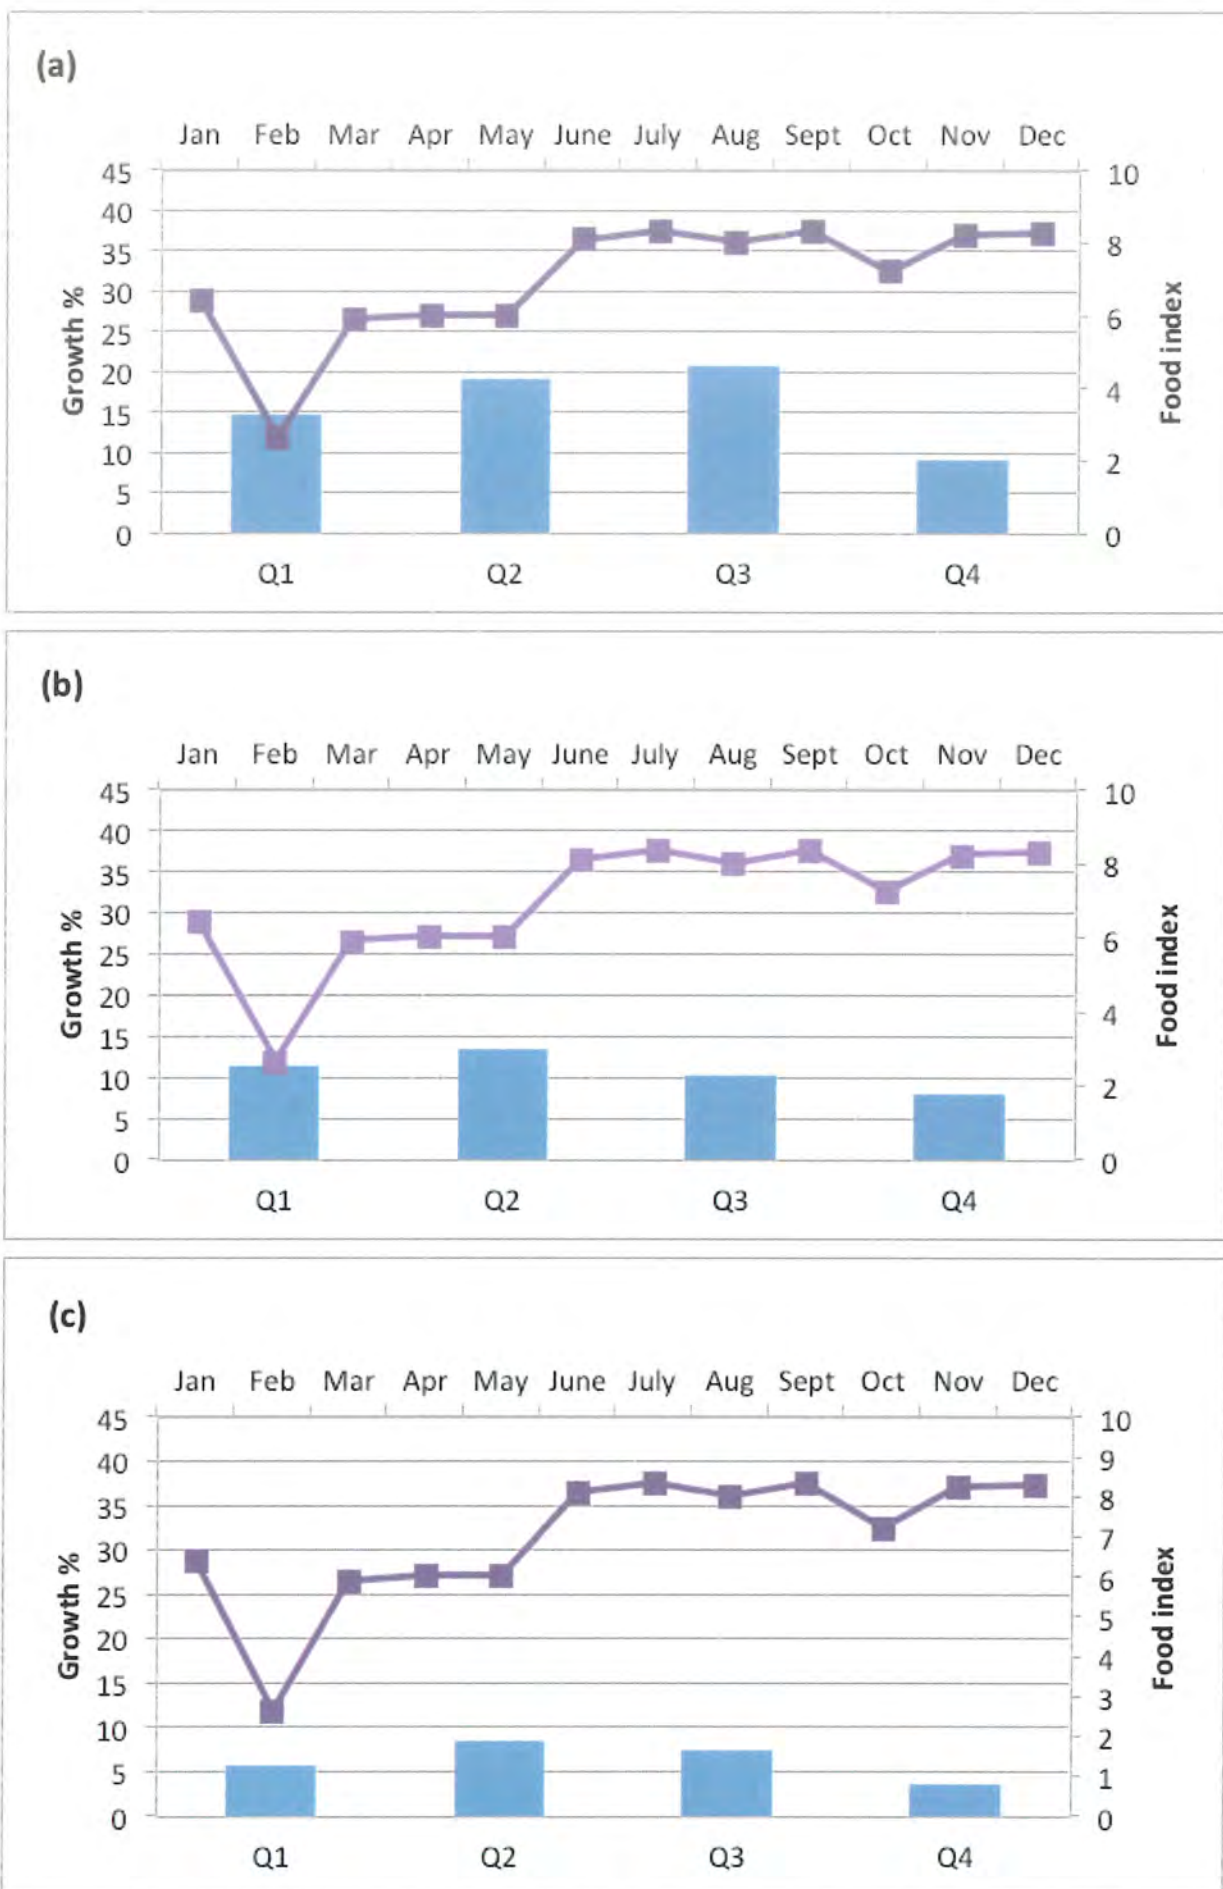 (a)
Jan Feb Mar Apr May June July Aug Sept Oct Nov Dec
45 10
40
35 8
30
25 6
20
15 4
10 2
5
0 0
Growth %
Food index
Q1 Q2 Q3 Q4
(b)
Jan Feb Mar Apr May June July Aug Sept Oct Nov Dec
45 10
40
35 8
30
25 6
20
15 4
10 2
5
0 0
Growth %
Food index
Q1 Q2 Q3 Q4
(c)
Jan Feb Mar Apr May June July Aug Sept Oct Nov Dec
45 10
40 9
35 8
30 7
25 6
20 5
15 4
10 3
5 2
1
0 0
Growth %
Food index
Q1 Q2 Q3 Q4